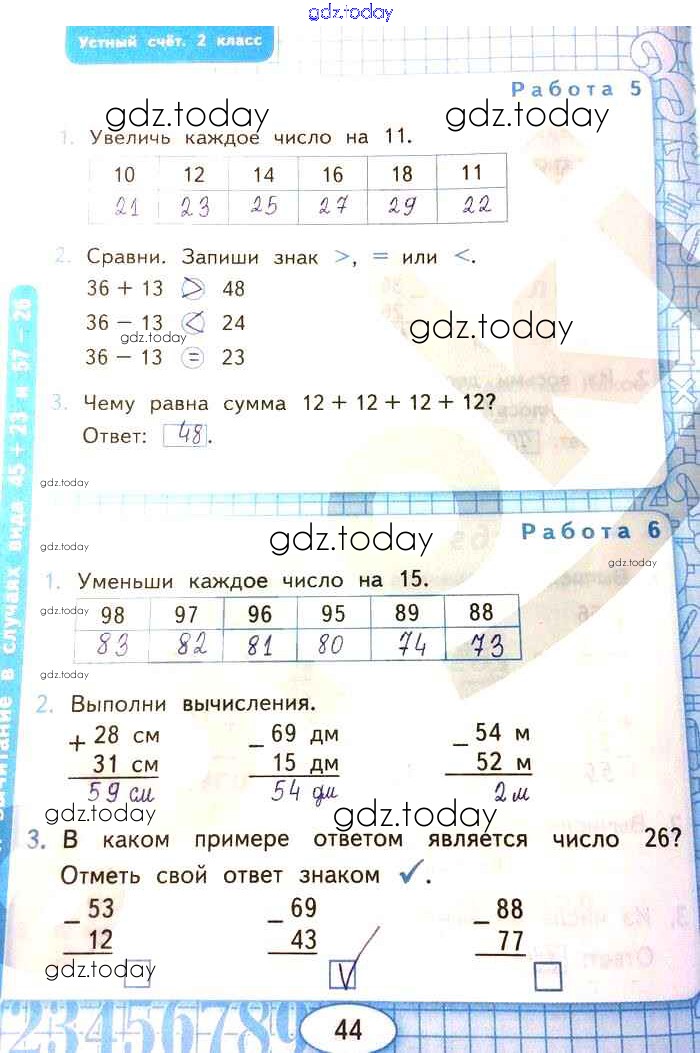 gdz.today
Устный счёт. 2 класс
Работа 5
gdz.today gdz.today
1. Увеличь каждое число на 11.
10 12 14 16 18 11
21 23 25 27 29 22
2. Сравни. Запиши знак >, = или <.
36 + 13 > 48
36 − 13 < 24
gdz.today gdz.today
36 − 13 = 23
3. Чему равна сумма 12 + 12 + 12 + 12?
Ответ: 48.
45 + 23 и 57 − 26
gdz.today
gdz.today
gdz.today
Работа 6
gdz.today
1. Уменьши каждое число на 15.
gdz.today
98 97 96 95 89 88
83 82 81 80 74 73
gdz.today
2. Выполни вычисления.
+ 28 см − 69 дм − 54 м
31 см 15 дм 52 м
59 см 54 дм 2 м
gdz.today gdz.today
3. В каком примере ответом является число 26?
Отметь свой ответ знаком ✓.
− 53 − 69 − 88
12 43 77
gdz.today V
вычитание в случаях вида
44